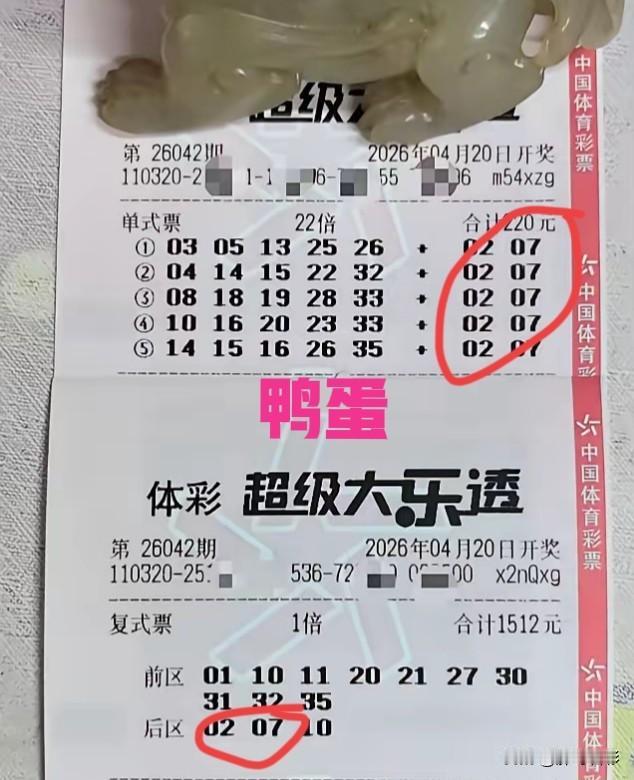 超级大
中国体育彩票
第 26042期 2026年04月20日开奖
110320-2 1-1 6- 55 6 m54xzg
单式票 22倍 合计220元
① 03 05 13 25 26 + 02 07
② 04 14 15 22 32 + 02 07
③ 08 18 19 28 33 + 02 07
④ 10 16 20 23 33 + 02 07
⑤ 14 15 16 26 35 + 02 07
中国体育彩
鸭蛋
体彩 超级大乐透
中国体育彩票
第 26042期 2026年04月20日开奖
110320-251 536-72 00 x2nQxg
复式票 1倍 合计1512元
前区 01 10 11 20 21 27 30
31 32 35
后区 02 07 10
中国体育